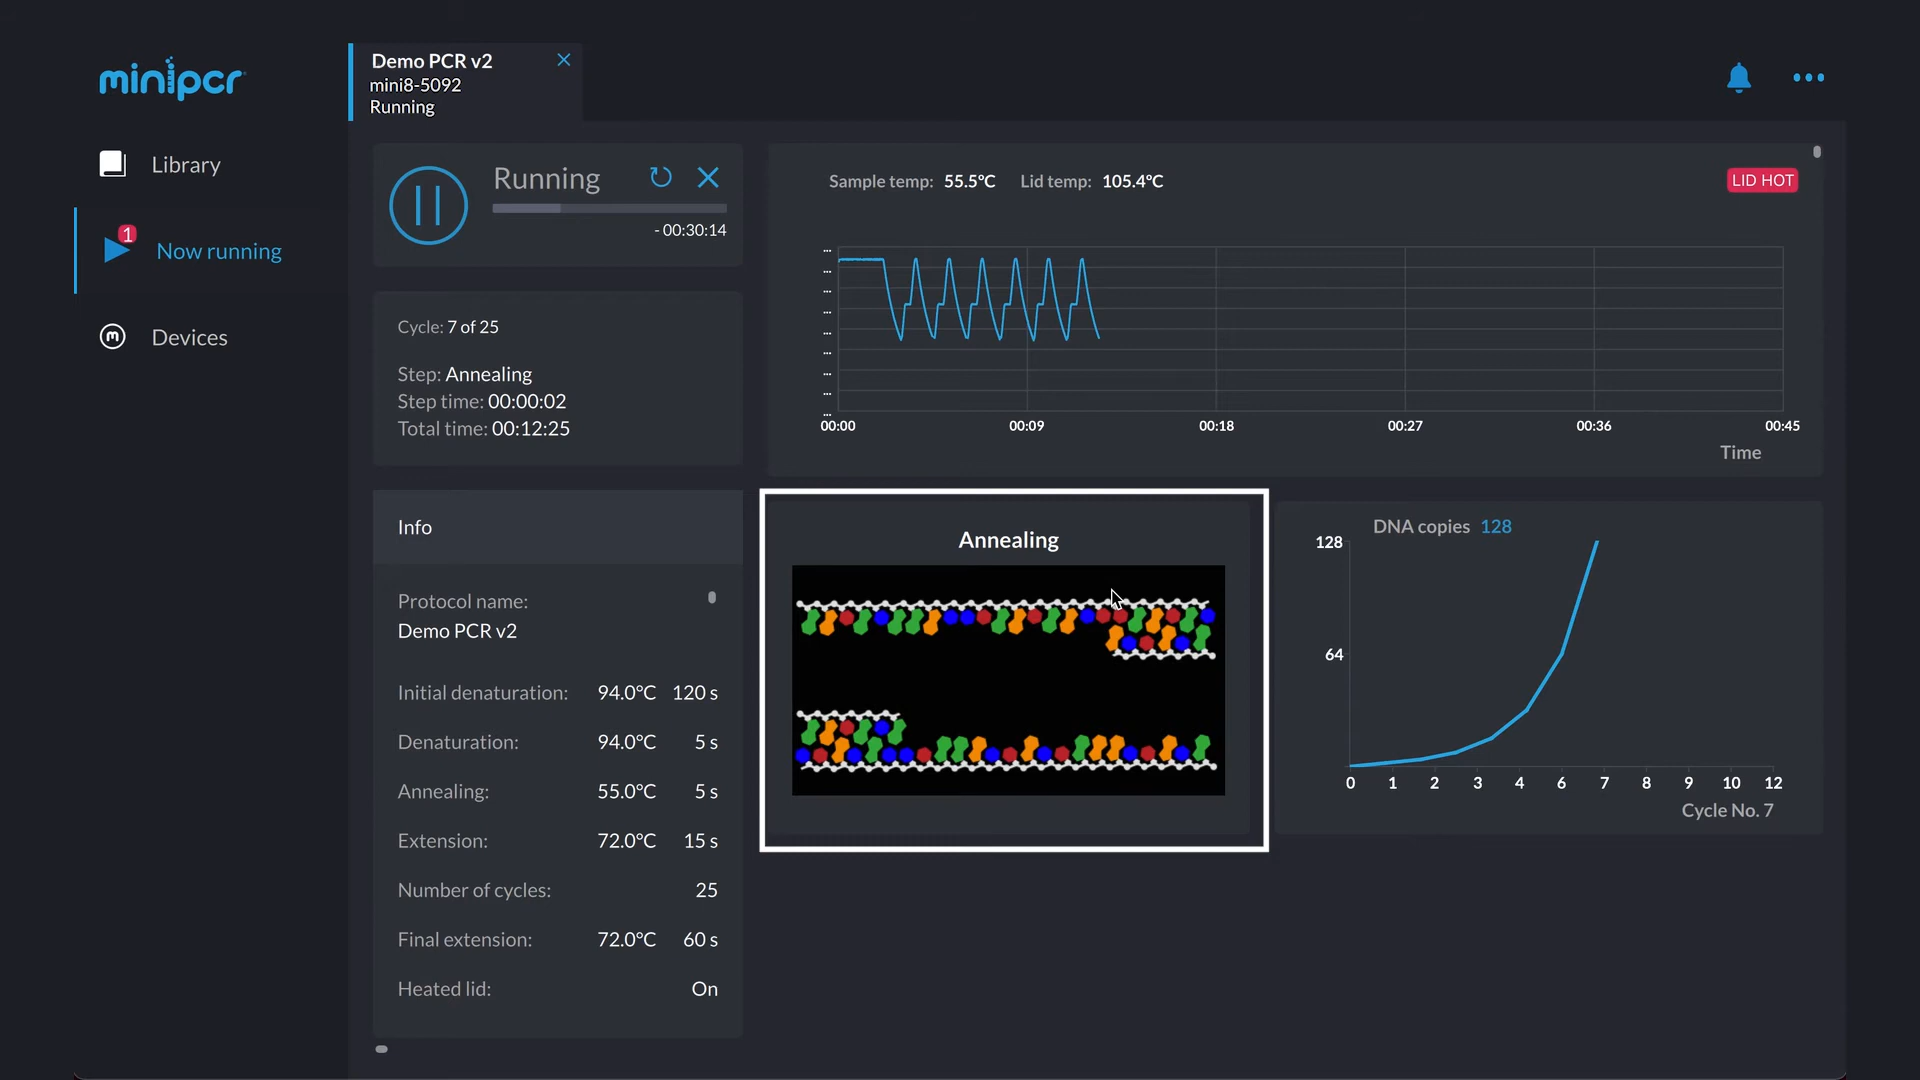 minipcr
Library
1
Now running
Devices
Demo PCR v2
mini8-5092
Running
Running
- 00:30:14
Cycle: 7 of 25
Step: Annealing
Step time: 00:00:02
Total time: 00:12:25
Sample temp: 55.5°C Lid temp: 105.4°C
LID HOT
...
...
...
...
...
...
...
...
...
00:00 00:09 00:18 00:27 00:36 00:45
Time
Info
Protocol name:
Demo PCR v2
Initial denaturation: 94.0°C 120 s
Denaturation: 94.0°C 5 s
Annealing: 55.0°C 5 s
Extension: 72.0°C 15 s
Number of cycles: 25
Final extension: 72.0°C 60 s
Heated lid: On
Annealing
DNA copies 128
128
64
0 1 2 3 4 6 7 8 9 10 12
Cycle No. 7